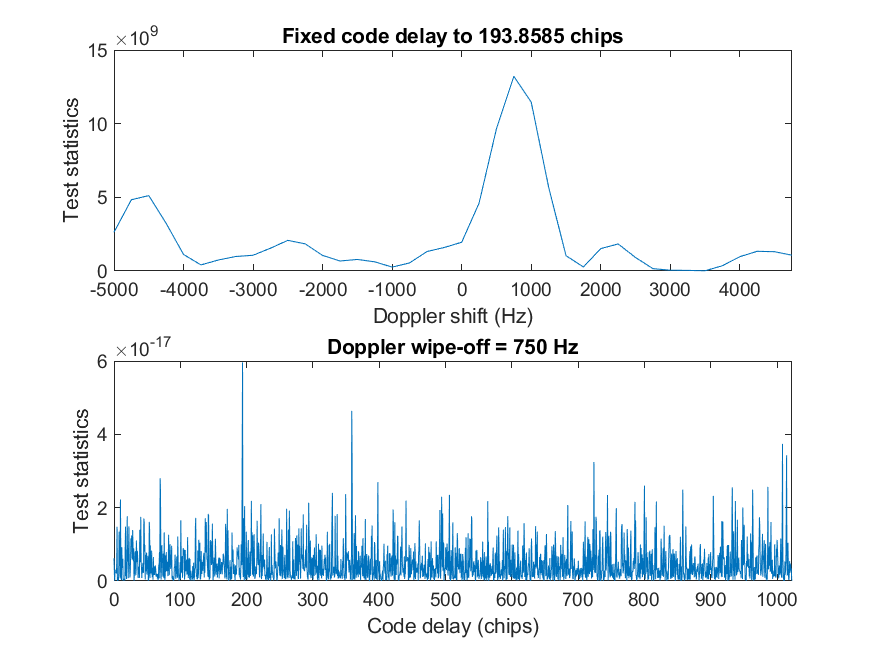 ×10^9
Fixed code delay to 193.8585 chips
15
10
5
0
Test statistics
-5000 -4000 -3000 -2000 -1000 0 1000 2000 3000 4000
Doppler shift (Hz)
×10^-17
Doppler wipe-off = 750 Hz
6
4
2
0
Test statistics
0 100 200 300 400 500 600 700 800 900 1000
Code delay (chips)